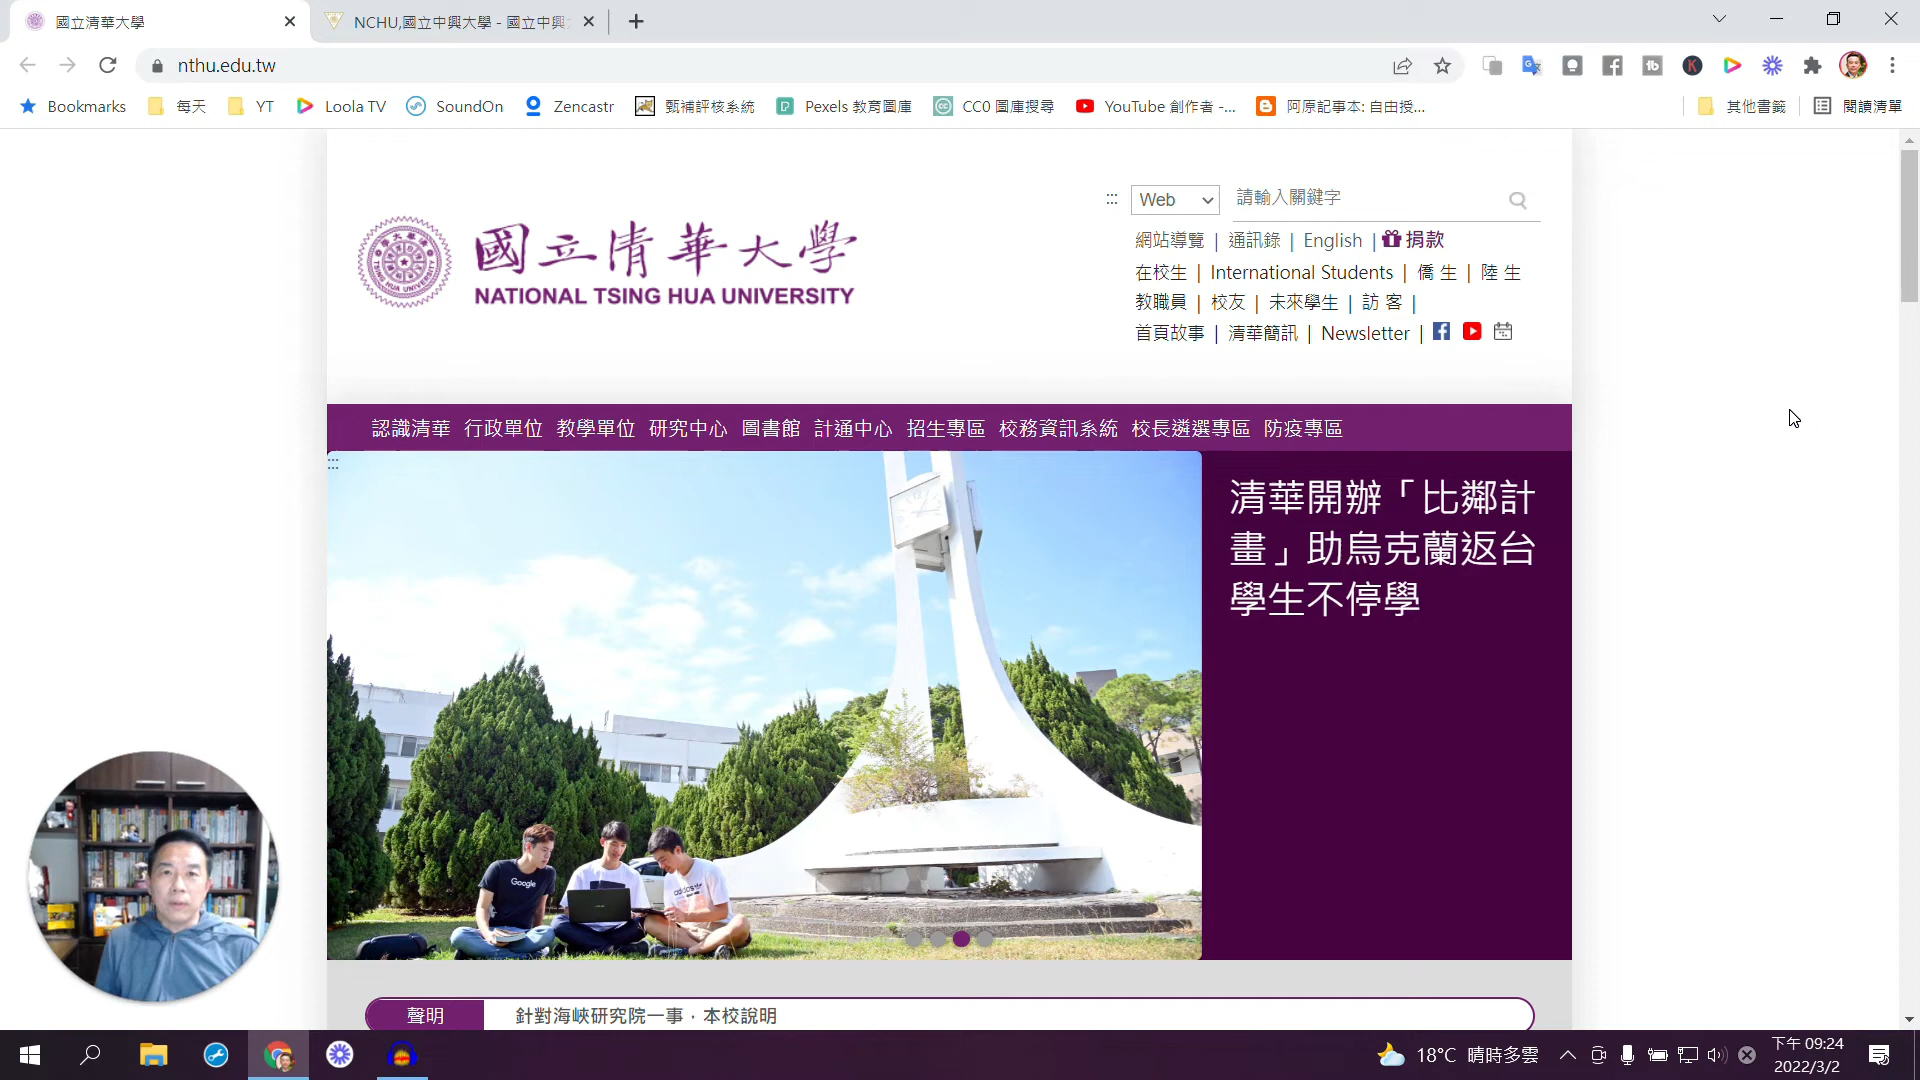 國立清華大學
NCHU,國立中興大學 - 國立中興
nthu.edu.tw
Bookmarks 每天 YT Loola TV SoundOn Zencastr 甄補評核系統 Pexels 教育圖庫 CC0 圖庫搜尋 YouTube 創作者 -... 阿原記事本: 自由授... 其他書籤 閱讀清單
::: Web 請輸入關鍵字
網站導覽 | 通訊錄 | English | 捐款
在校生 | International Students | 僑 生 | 陸 生
教職員 | 校友 | 未來學生 | 訪 客 |
首頁故事 | 清華簡訊 | Newsletter |
國立清華大學
NATIONAL TSING HUA UNIVERSITY
認識清華 行政單位 教學單位 研究中心 圖書館 計通中心 招生專區 校務資訊系統 校長遴選專區 防疫專區
:::
清華開辦「比鄰計
畫」助烏克蘭返台
學生不停學
Google
adidas
聲明 針對海峽研究院一事，本校說明
18°C 晴時多雲
下午 09:24
2022/3/2